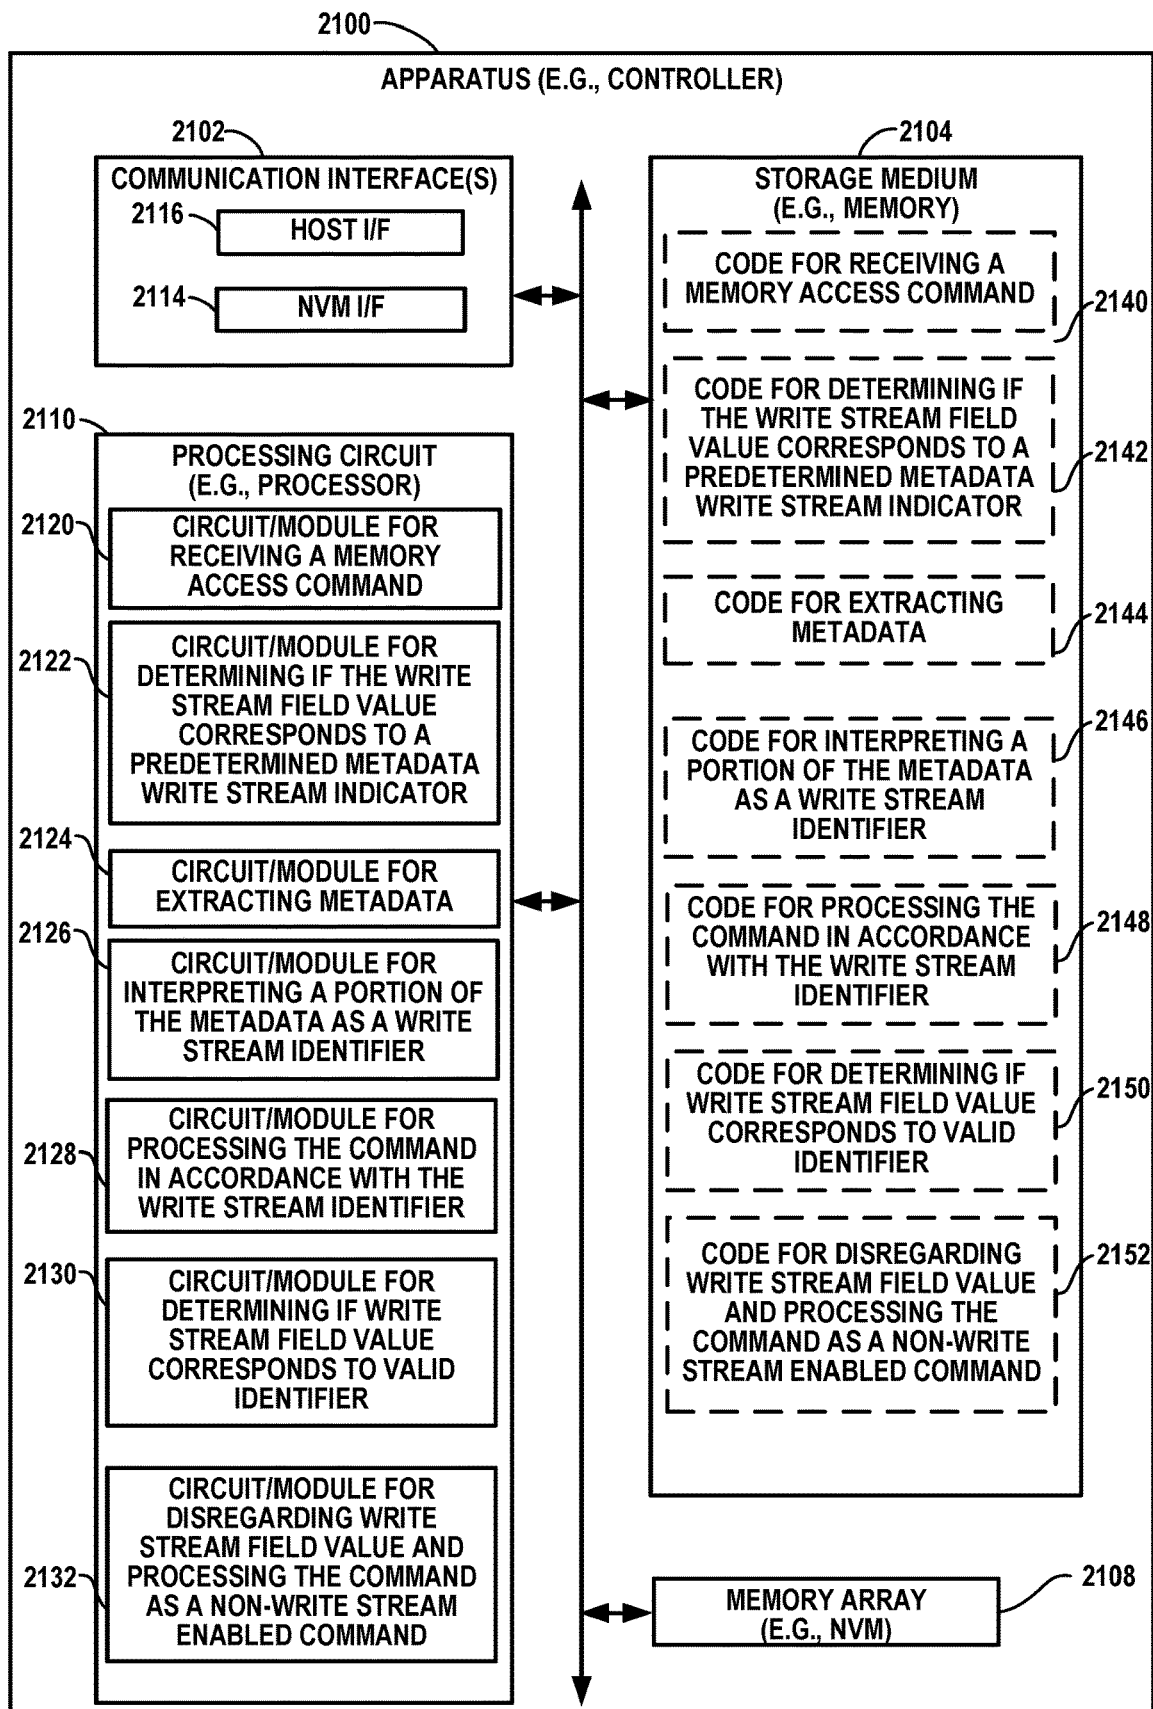 2100
APPARATUS (E.G., CONTROLLER)
2102
COMMUNICATION INTERFACE(S)
2116
HOST I/F
2114
NVM I/F
2110
PROCESSING CIRCUIT
(E.G., PROCESSOR)
2120
CIRCUIT/MODULE FOR
RECEIVING A MEMORY
ACCESS COMMAND
2122
CIRCUIT/MODULE FOR
DETERMINING IF THE WRITE
STREAM FIELD VALUE
CORRESPONDS TO A
PREDETERMINED METADATA
WRITE STREAM INDICATOR
2124
CIRCUIT/MODULE FOR
EXTRACTING METADATA
2126
CIRCUIT/MODULE FOR
INTERPRETING A PORTION OF
THE METADATA AS A WRITE
STREAM IDENTIFIER
2128
CIRCUIT/MODULE FOR
PROCESSING THE COMMAND
IN ACCORDANCE WITH THE
WRITE STREAM IDENTIFIER
2130
CIRCUIT/MODULE FOR
DETERMINING IF WRITE
STREAM FIELD VALUE
CORRESPONDS TO VALID
IDENTIFIER
2132
CIRCUIT/MODULE FOR
DISREGARDING WRITE
STREAM FIELD VALUE AND
PROCESSING THE COMMAND
AS A NON-WRITE STREAM
ENABLED COMMAND
2104
STORAGE MEDIUM
(E.G., MEMORY)
CODE FOR RECEIVING A
MEMORY ACCESS COMMAND
2140
CODE FOR DETERMINING IF
THE WRITE STREAM FIELD
VALUE CORRESPONDS TO A
PREDETERMINED METADATA
WRITE STREAM INDICATOR
2142
CODE FOR EXTRACTING
METADATA
2144
CODE FOR INTERPRETING A
PORTION OF THE METADATA
AS A WRITE STREAM
IDENTIFIER
2146
CODE FOR PROCESSING THE
COMMAND IN ACCORDANCE
WITH THE WRITE STREAM
IDENTIFIER
2148
CODE FOR DETERMINING IF
WRITE STREAM FIELD VALUE
CORRESPONDS TO VALID
IDENTIFIER
2150
CODE FOR DISREGARDING
WRITE STREAM FIELD VALUE
AND PROCESSING THE
COMMAND AS A NON-WRITE
STREAM ENABLED COMMAND
2152
MEMORY ARRAY
(E.G., NVM)
2108